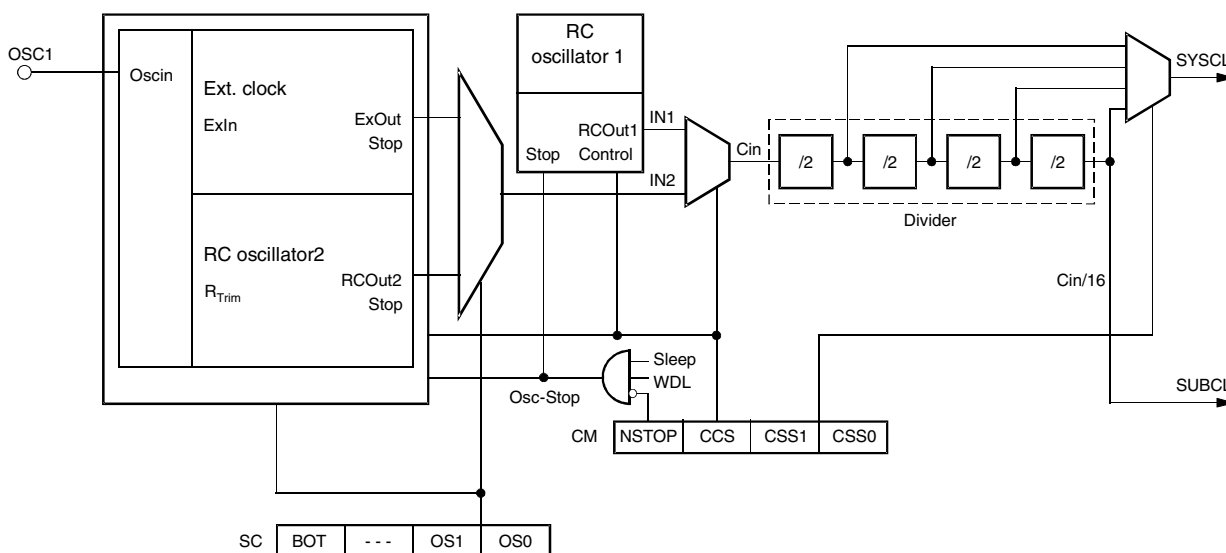 OSC1
Oscin
Ext. clock
ExIn
ExOut
Stop
RC oscillator2
RTrim
RCOut2
Stop
RC
oscillator 1
RCOut1
Stop Control
IN1
IN2
Cin
/2 /2 /2 /2
Divider
SYSCL
Cin/16
SUBCL
Sleep
WDL
Osc-Stop
CM NSTOP CCS CSS1 CSS0
SC BOT - - - OS1 OS0